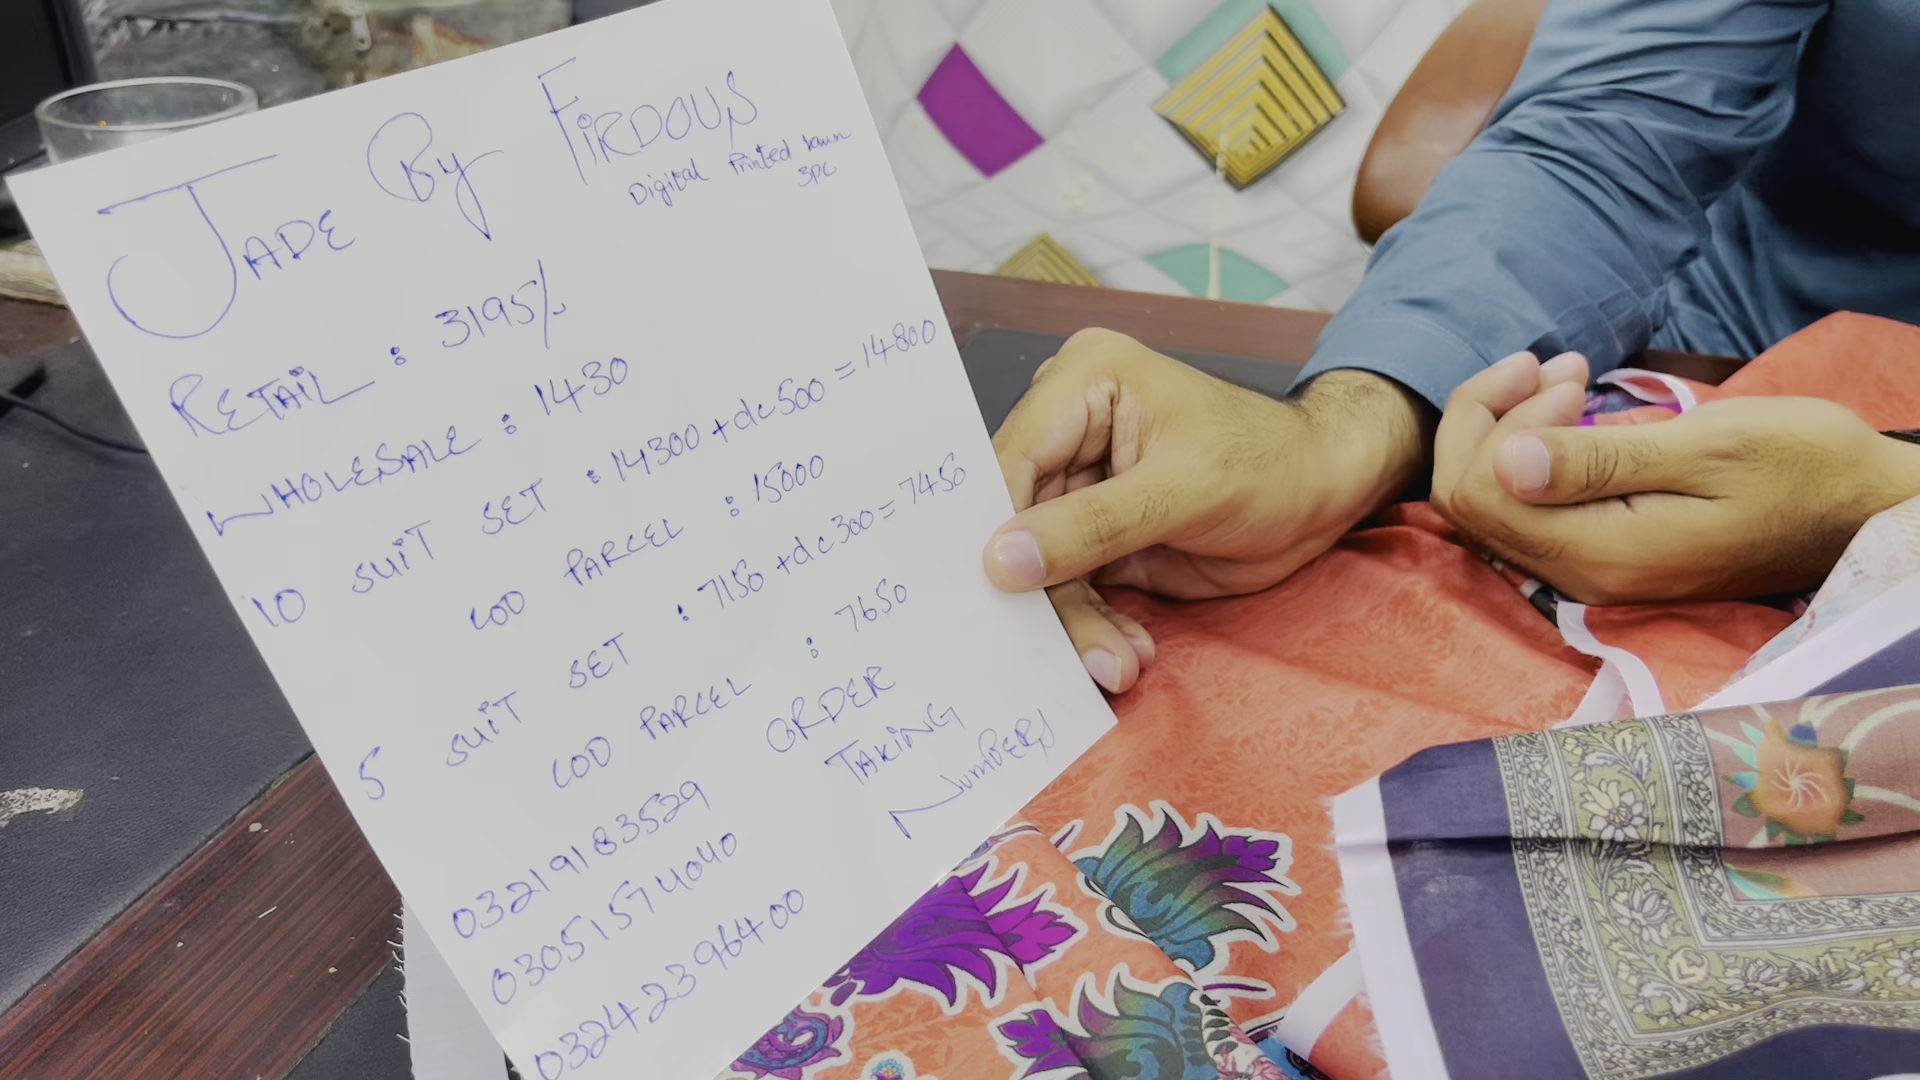 JADE By FIRDOUS
Digital Printed Lawn
3PC
RETAIL : 3195/.
WHOLESALE : 1430
10 SUIT SET : 14300 + dc 500 = 14800
COD PARCEL : 15000
5 SUIT SET : 7150 + dc 300 = 7450
COD PARCEL : 7650
ORDER
TAKING
NUMBERS
03219183529
03051574040
03242396400